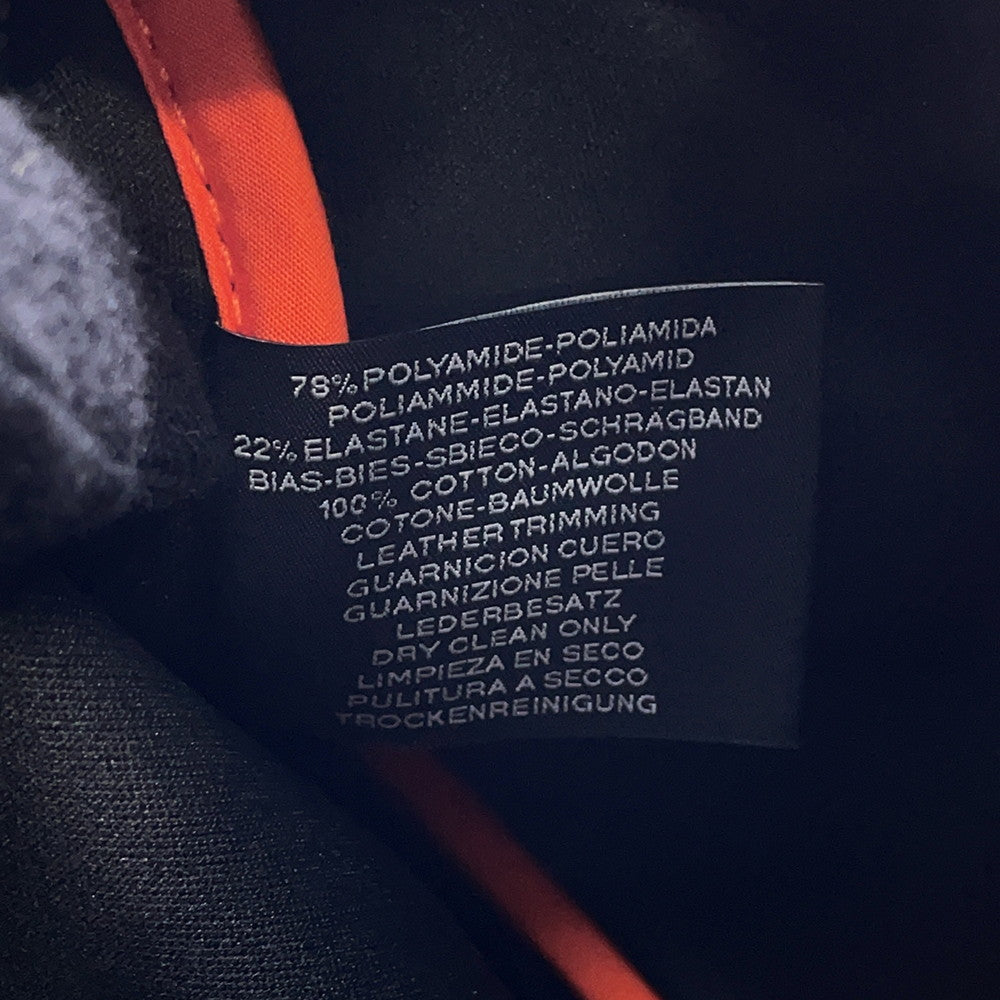 78% POLYAMIDE-POLIAMIDA
POLIAMMIDE-POLYAMID
22% ELASTANE-ELASTANO-ELASTAN
BIAS-BIES-SBIECO-SCHRÄGBAND
100% COTTON-ALGODON
COTONE-BAUMWOLLE
LEATHER TRIMMING
GUARNICION CUERO
GUARNIZIONE PELLE
LEDERBESATZ
DRY CLEAN ONLY
LIMPIEZA EN SECO
PULITURA A SECCO
TROCKENREINIGUNG